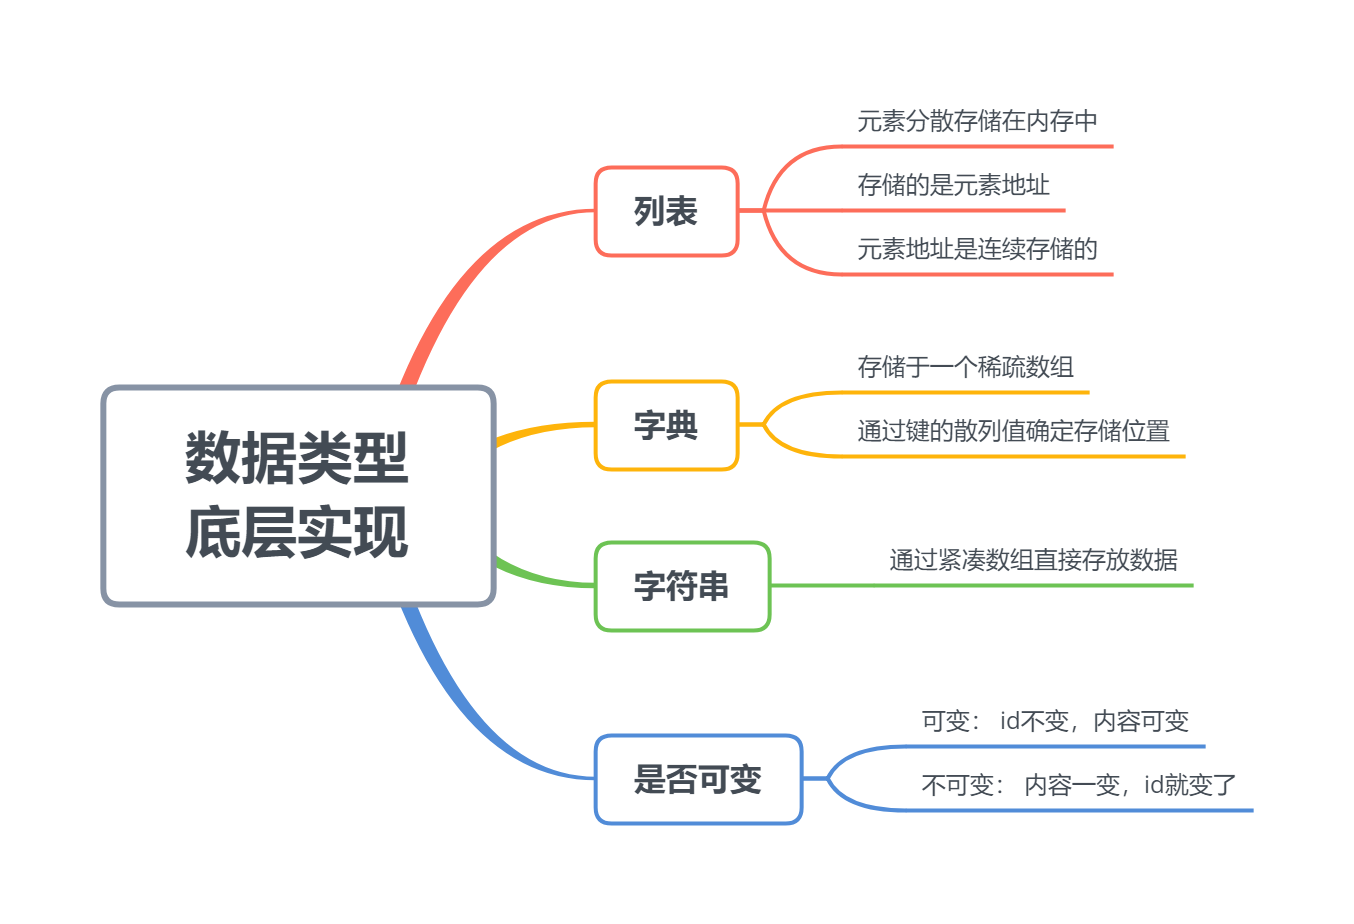 数据类型
底层实现
列表
元素分散存储在内存中
存储的是元素地址
元素地址是连续存储的
字典
存储于一个稀疏数组
通过键的散列值确定存储位置
字符串
通过紧凑数组直接存放数据
是否可变
可变： id不变，内容可变
不可变： 内容一变，id就变了